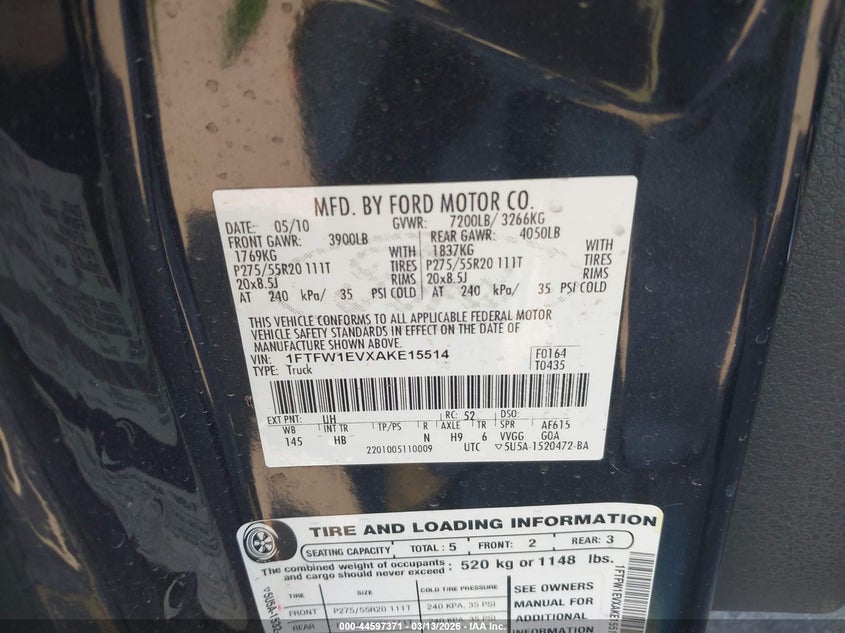 MFD. BY FORD MOTOR CO.
DATE: 05/10 GVWR: 7200LB/ 3266KG
FRONT GAWR: 3900LB REAR GAWR: 4050LB
1769KG WITH 1837KG WITH
P275/55R20 111T TIRES P275/55R20 111T TIRES
20x8.5J RIMS 20x8.5J RIMS
AT 240 kPa/ 35 PSI COLD AT 240 kPa/ 35 PSI COLD
THIS VEHICLE CONFORMS TO ALL APPLICABLE FEDERAL MOTOR
VEHICLE SAFETY STANDARDS IN EFFECT ON THE DATE OF
MANUFACTURE SHOWN ABOVE.
VIN: 1FTFW1EVXAKE15514 F0164
TYPE: Truck T0435
EXT PNT: UH RC: 52 DSO:
WB INT TR TP/PS R AXLE TR SPR AF615
145 HB N H9 6 VVGG GOA
2201005110009 UTC ▽5U5A-1520472-BA
TIRE AND LOADING INFORMATION
SEATING CAPACITY TOTAL: 5 FRONT: 2 REAR: 3
The combined weight of occupants and cargo should never exceed: 520 kg or 1148 lbs.
TIRE SIZE COLD TIRE PRESSURE
FRONT P275/55R20 111T 240 KPA, 35 PSI
REAR
SEE OWNERS
MANUAL FOR
ADDITIONAL
INFORMATION
000 - 44597371 - 03/13/2026 - IAA Inc.